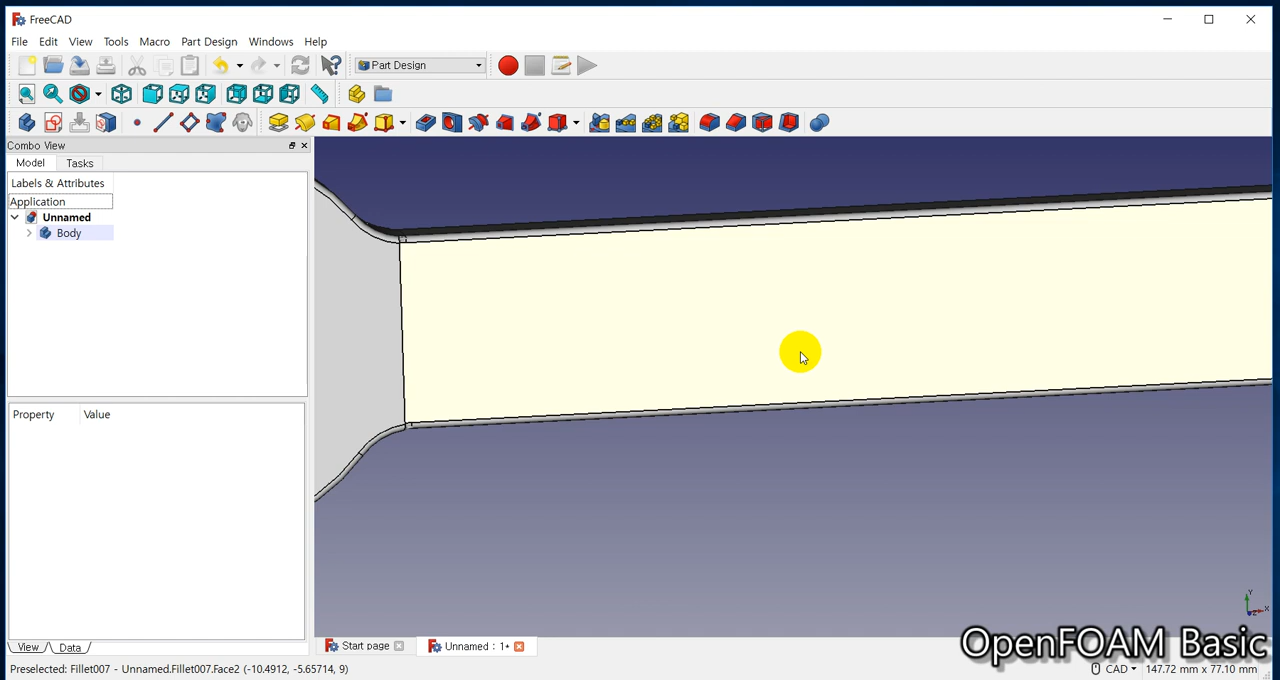 FreeCAD
File Edit View Tools Macro Part Design Windows Help
Part Design
Combo View
Model Tasks
Labels & Attributes
Application
Unnamed
Body
Property Value
View Data
Start page Unnamed : 1*
Y
X
Z
OpenFOAM Basic
Preselected: Fillet007 - Unnamed.Fillet007.Face2 (-10.4912, -5.65714, 9) CAD 147.72 mm x 77.10 mm